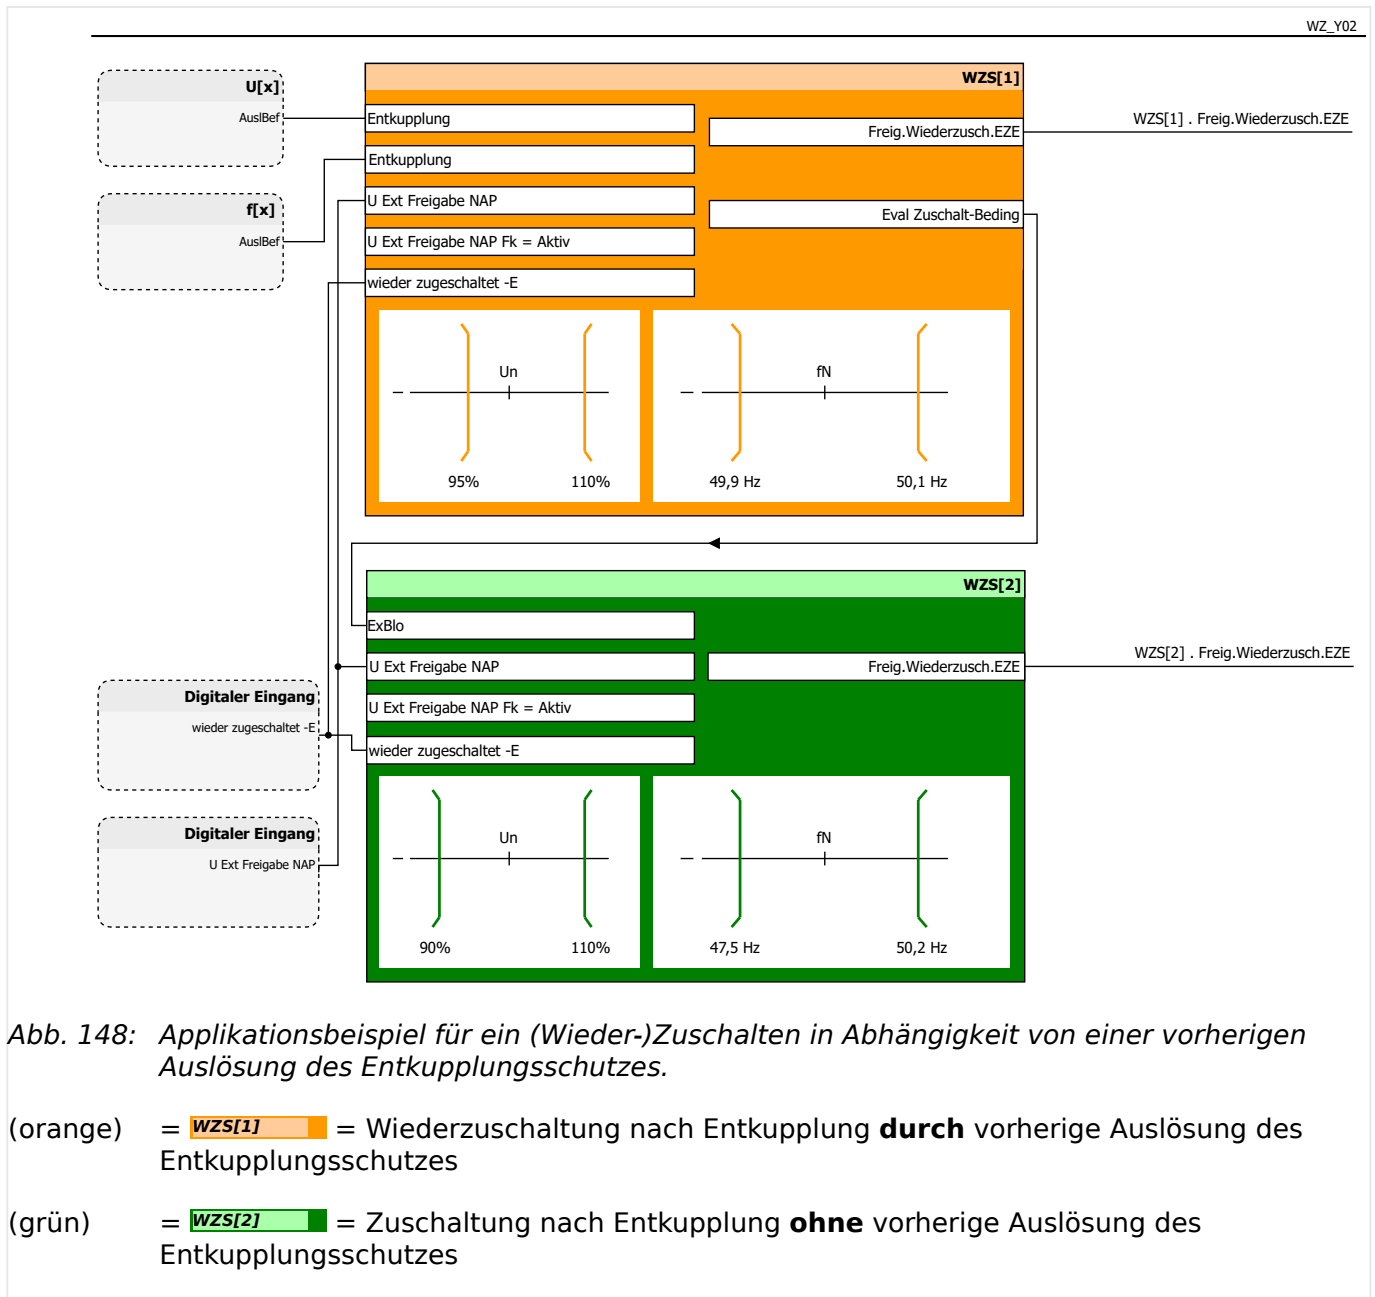 WZ_Y02
U[x]
AuslBef
f[x]
AuslBef
WZS[1]
Entkupplung
Entkupplung
U Ext Freigabe NAP
U Ext Freigabe NAP Fk = Aktiv
wieder zugeschaltet -E
Freig.Wiederzusch.EZE
Eval Zuschalt-Beding
WZS[1] . Freig.Wiederzusch.EZE
Un
95%
110%
fN
49,9 Hz
50,1 Hz
WZS[2]
ExBlo
U Ext Freigabe NAP
U Ext Freigabe NAP Fk = Aktiv
wieder zugeschaltet -E
Freig.Wiederzusch.EZE
WZS[2] . Freig.Wiederzusch.EZE
Digitaler Eingang
wieder zugeschaltet -E
Digitaler Eingang
U Ext Freigabe NAP
Un
90%
110%
fN
47,5 Hz
50,2 Hz
Abb. 148: Applikationsbeispiel für ein (Wieder-)Zuschalten in Abhängigkeit von einer vorherigen
Auslösung des Entkupplungsschutzes.
(orange) = WZS[1] = Wiederzuschaltung nach Entkupplung durch vorherige Auslösung des
Entkupplungsschutzes
(grün) = WZS[2] = Zuschaltung nach Entkupplung ohne vorherige Auslösung des
Entkupplungsschutzes